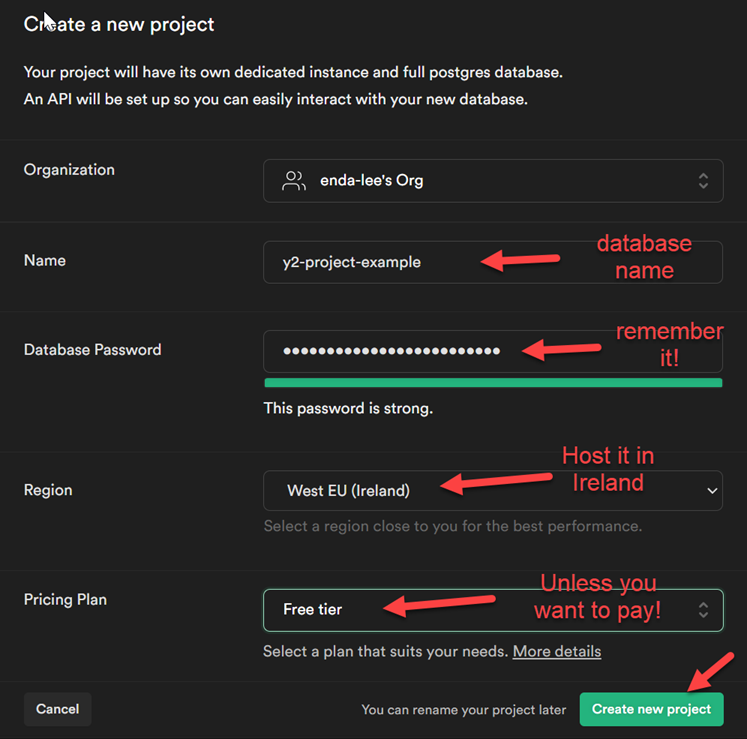 Create a new project
Your project will have its own dedicated instance and full postgres database.
An API will be set up so you can easily interact with your new database.
Organization
enda-lee's Org
Name
y2-project-example
database
name
Database Password
●●●●●●●●●●●●●●●●●●●●●●●●●
remember
it!
This password is strong.
Region
West EU (Ireland)
Host it in
Ireland
Select a region close to you for the best performance.
Pricing Plan
Free tier
Unless you
want to pay!
Select a plan that suits your needs. More details
Cancel
You can rename your project later
Create new project